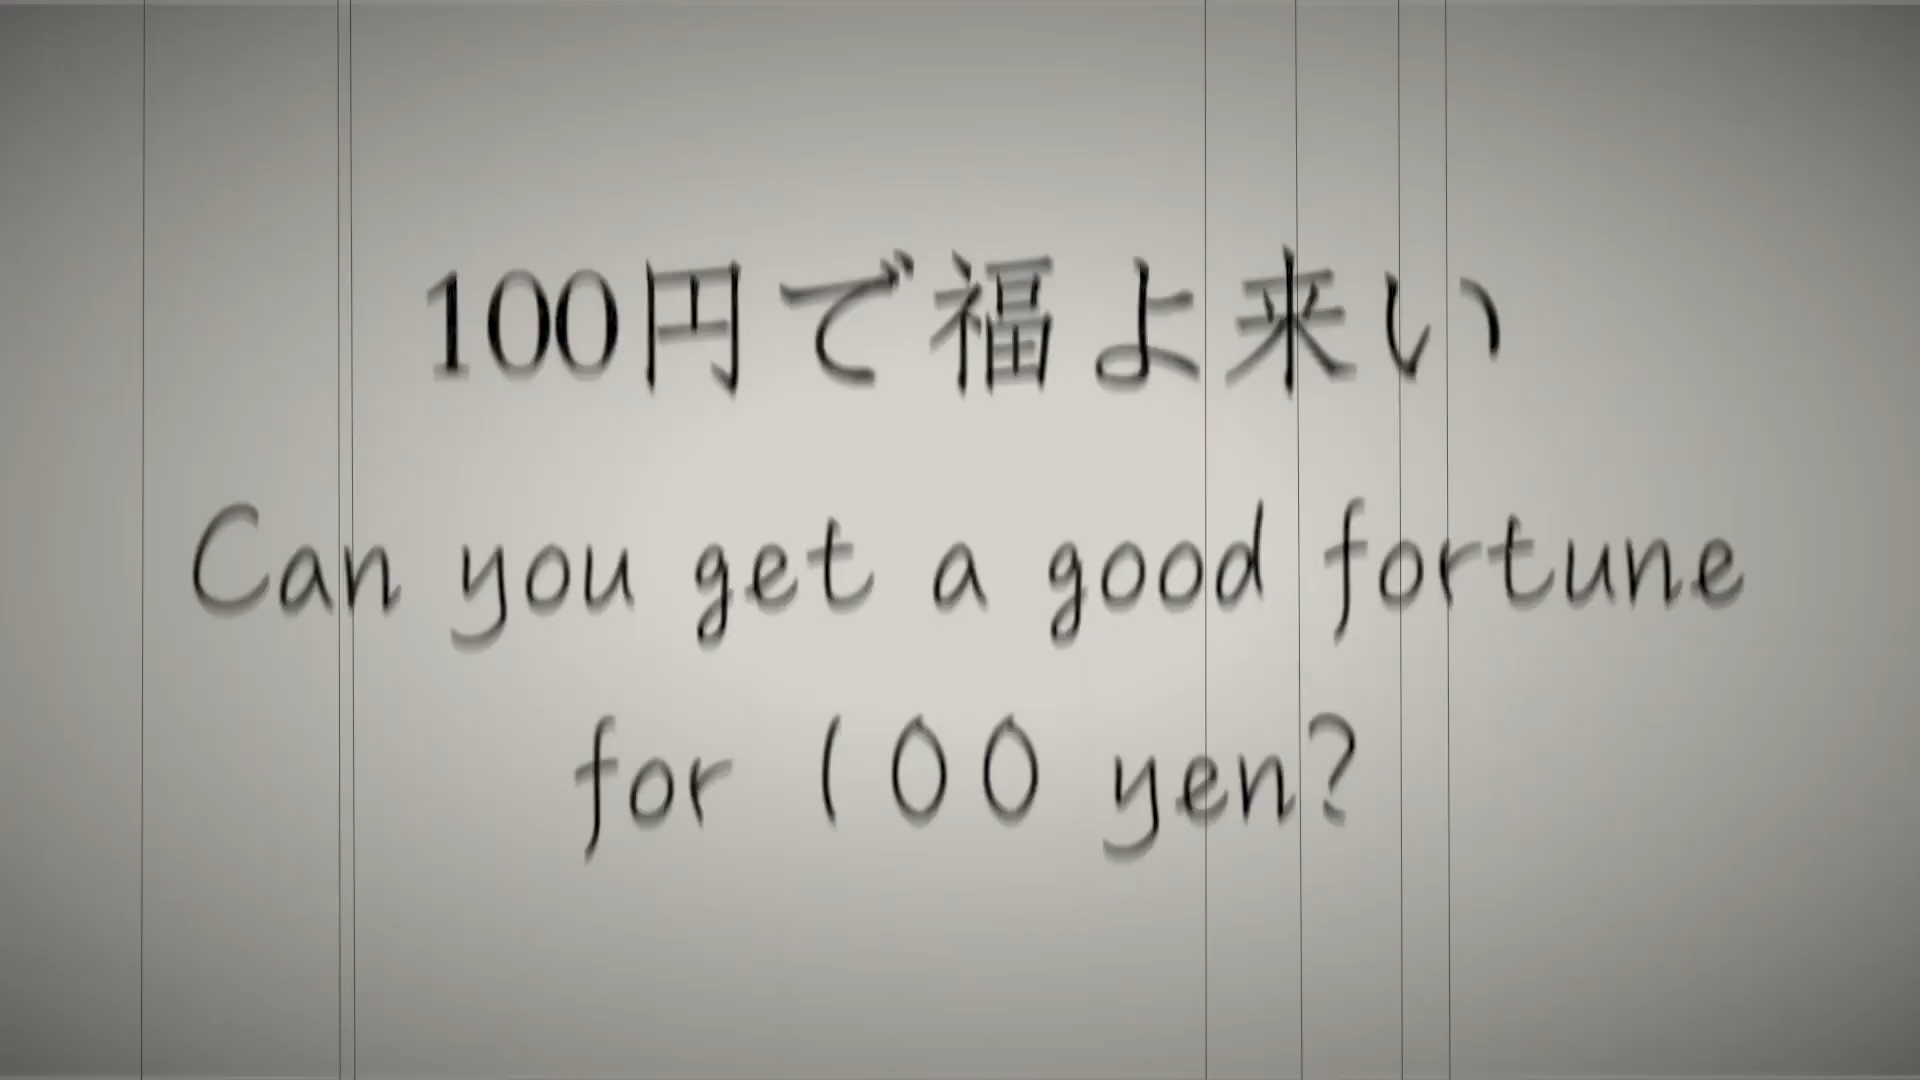 100円で福よ来い
Can you get a good fortune
for 100 yen?